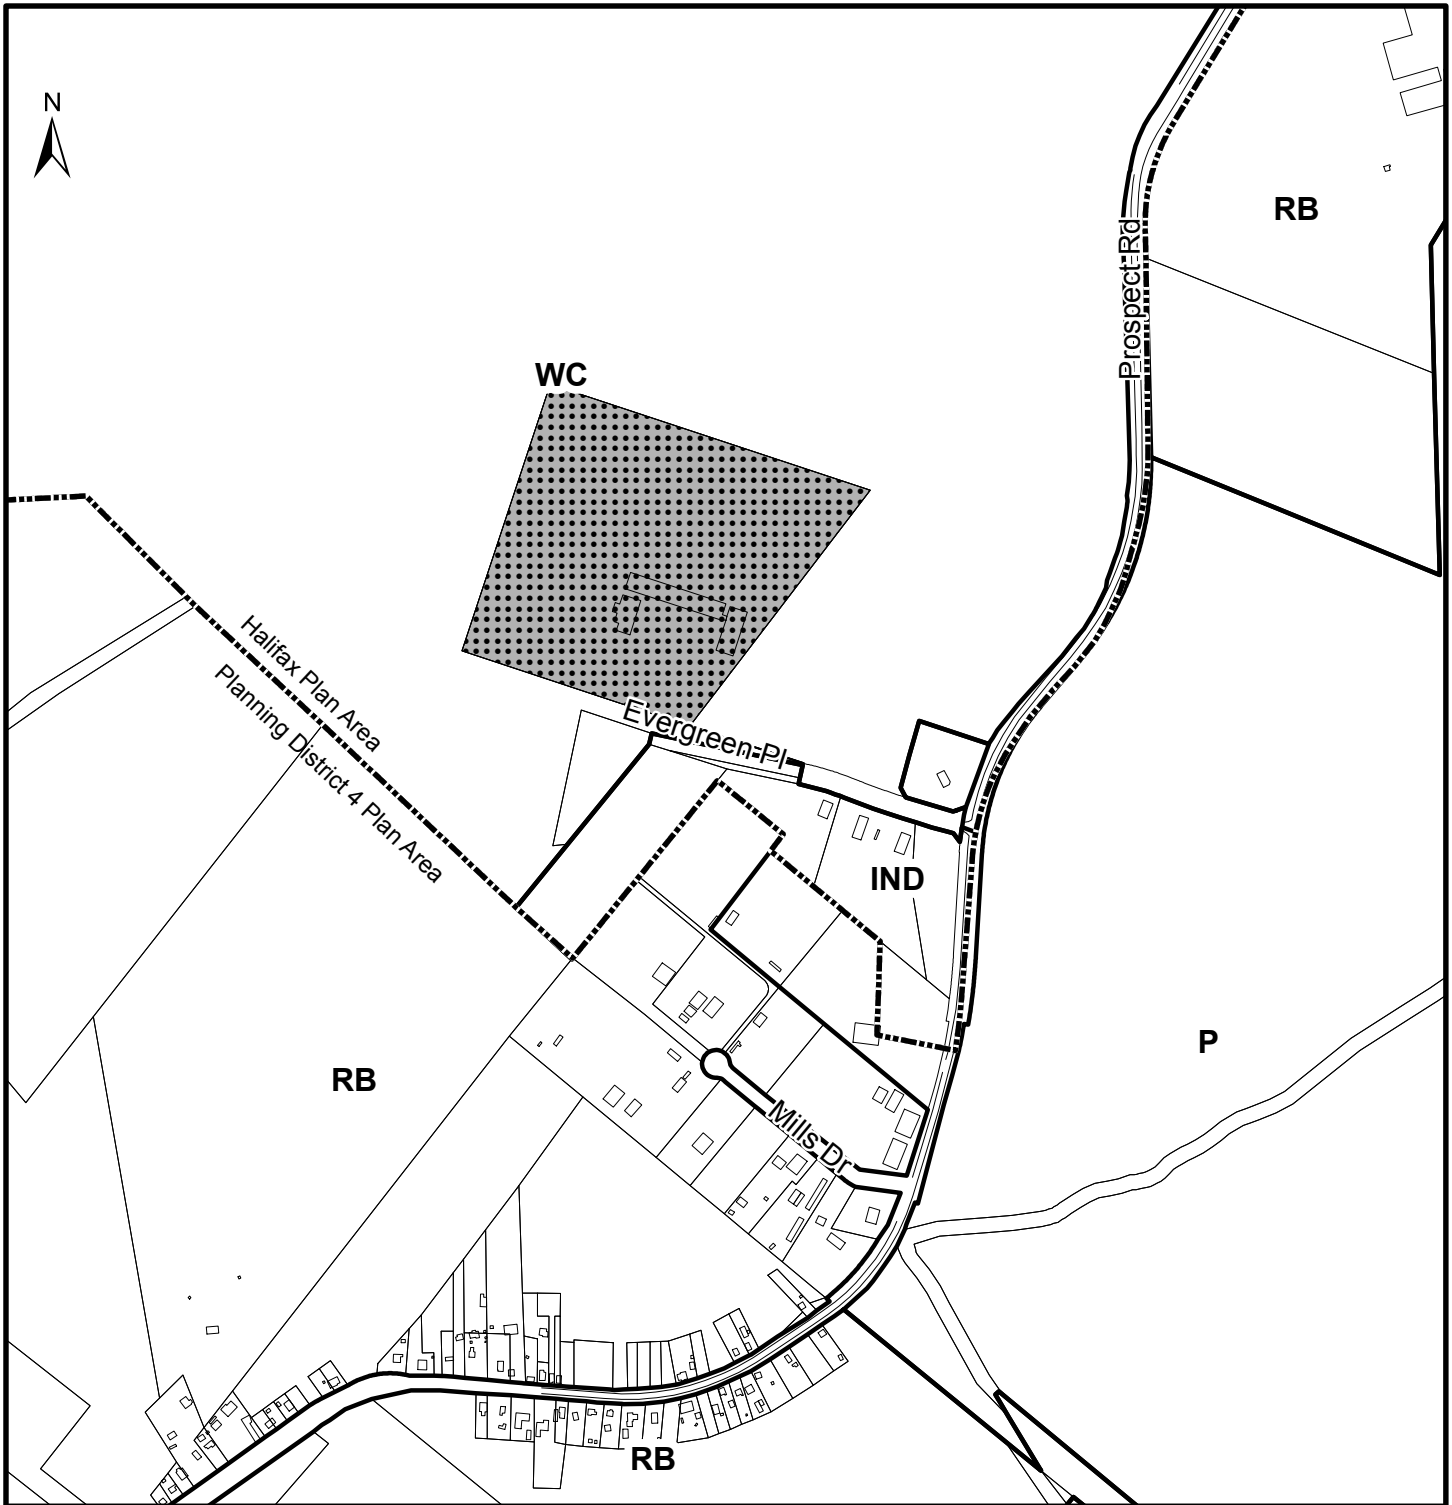 N
RB
Prospect Rd
WC
Halifax Plan Area
Planning District 4 Plan Area
Evergreen Pl
IND
P
RB
Mills Dr
RB